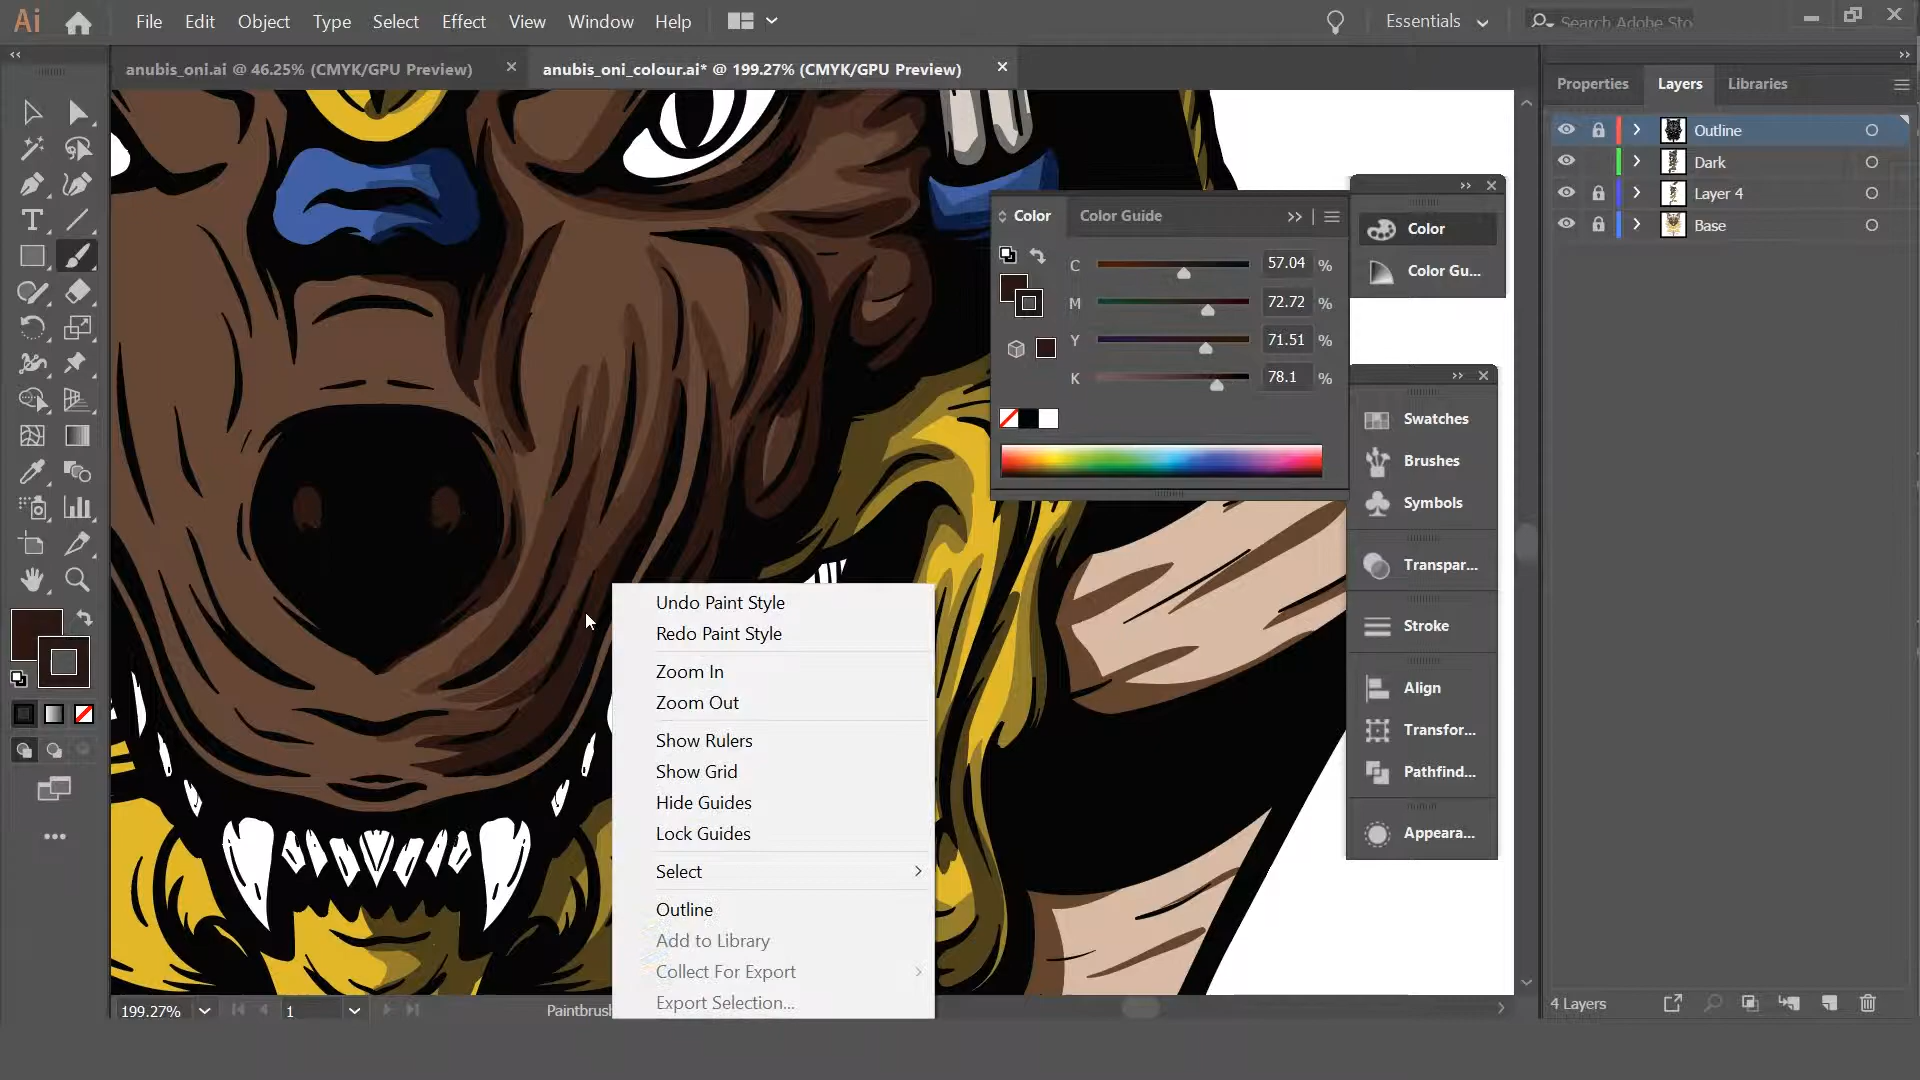 Ai File Edit Object Type Select Effect View Window Help Essentials Search Adobe Sto
anubis_oni.ai @ 46.25% (CMYK/GPU Preview)
anubis_oni_colour.ai* @ 199.27% (CMYK/GPU Preview)
Properties Layers Libraries
Outline
Dark
Layer 4
Base
Color Color Guide
C 57.04 %
M 72.72 %
Y 71.51 %
K 78.1 %
Color
Color Gu...
Swatches
Brushes
Symbols
Transpar...
Stroke
Align
Transfor...
Pathfind...
Appeara...
Undo Paint Style
Redo Paint Style
Zoom In
Zoom Out
Show Rulers
Show Grid
Hide Guides
Lock Guides
Select
Outline
Add to Library
Collect For Export
Export Selection...
199.27% 1 Paintbrus
4 Layers